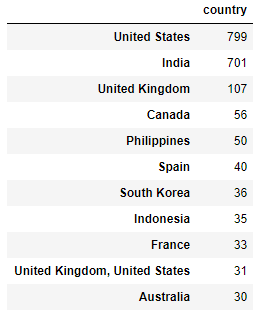 country
United States 799
India 701
United Kingdom 107
Canada 56
Philippines 50
Spain 40
South Korea 36
Indonesia 35
France 33
United Kingdom, United States 31
Australia 30